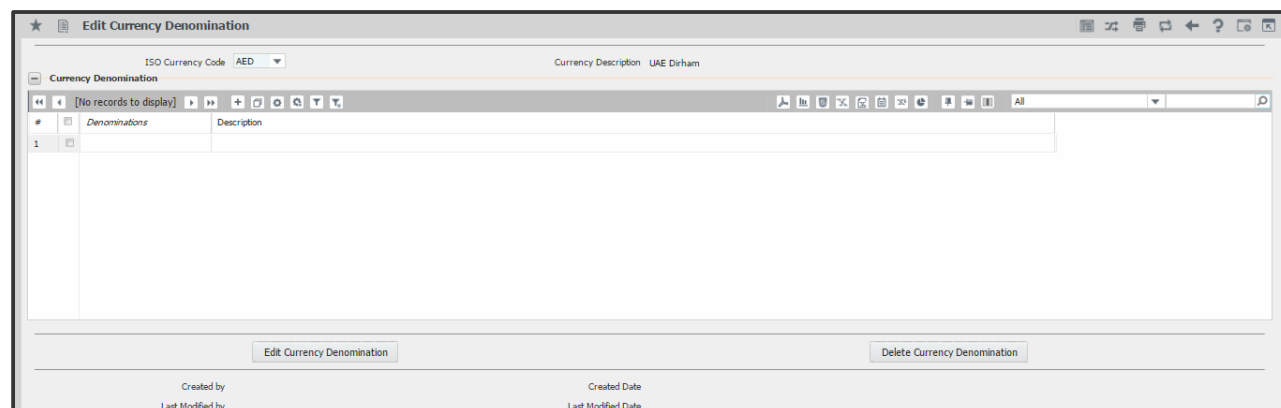 Edit Currency Denomination
ISO Currency Code AED Currency Description UAE Dirham
Currency Denomination
[No records to display] All
# Denominations Description
1
Edit Currency Denomination Delete Currency Denomination
Created by Created Date
Last Modified by Last Modified Date